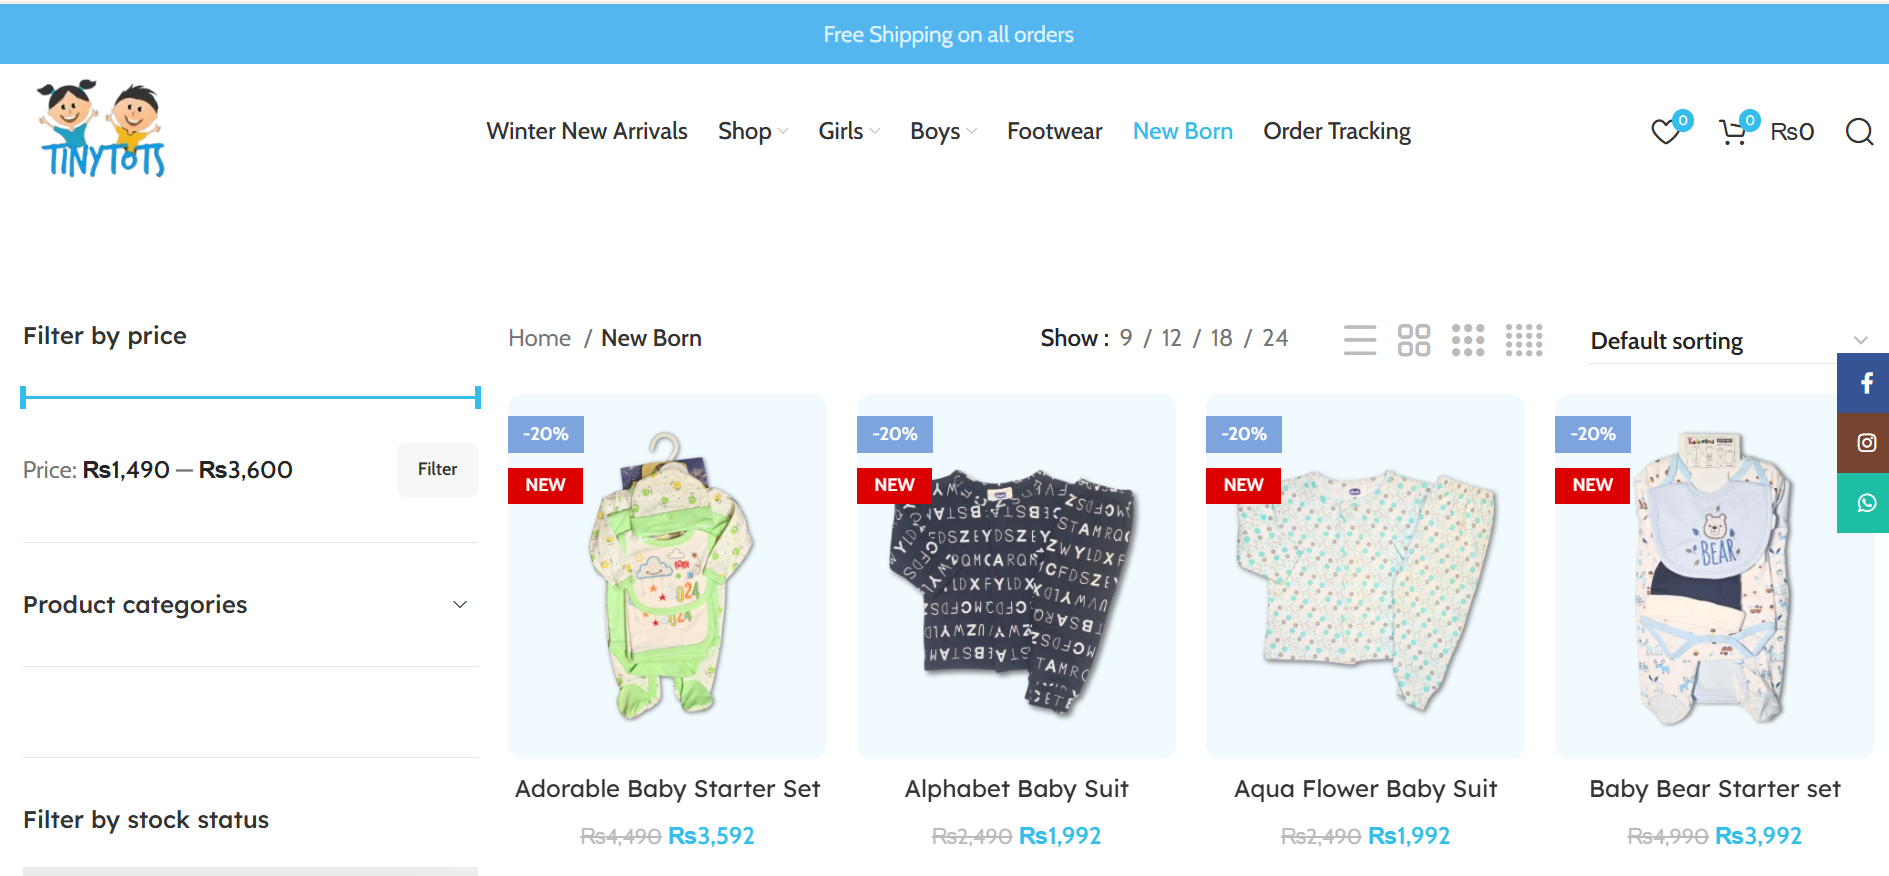 Free Shipping on all orders
TINYTOTS
Winter New Arrivals Shop Girls Boys Footwear New Born Order Tracking
0 0 ₨0
Filter by price
Price: ₨1,490 — ₨3,600
Filter
Product categories
Filter by stock status
Home / New Born
Show : 9 / 12 / 18 / 24
Default sorting
-20%
NEW
BORN
2024
Adorable Baby Starter Set
₨4,490 ₨3,592
-20%
NEW
Alphabet Baby Suit
₨2,490 ₨1,992
-20%
NEW
Aqua Flower Baby Suit
₨2,490 ₨1,992
-20%
NEW
BEAR
Baby Bear Starter set
₨4,990 ₨3,992